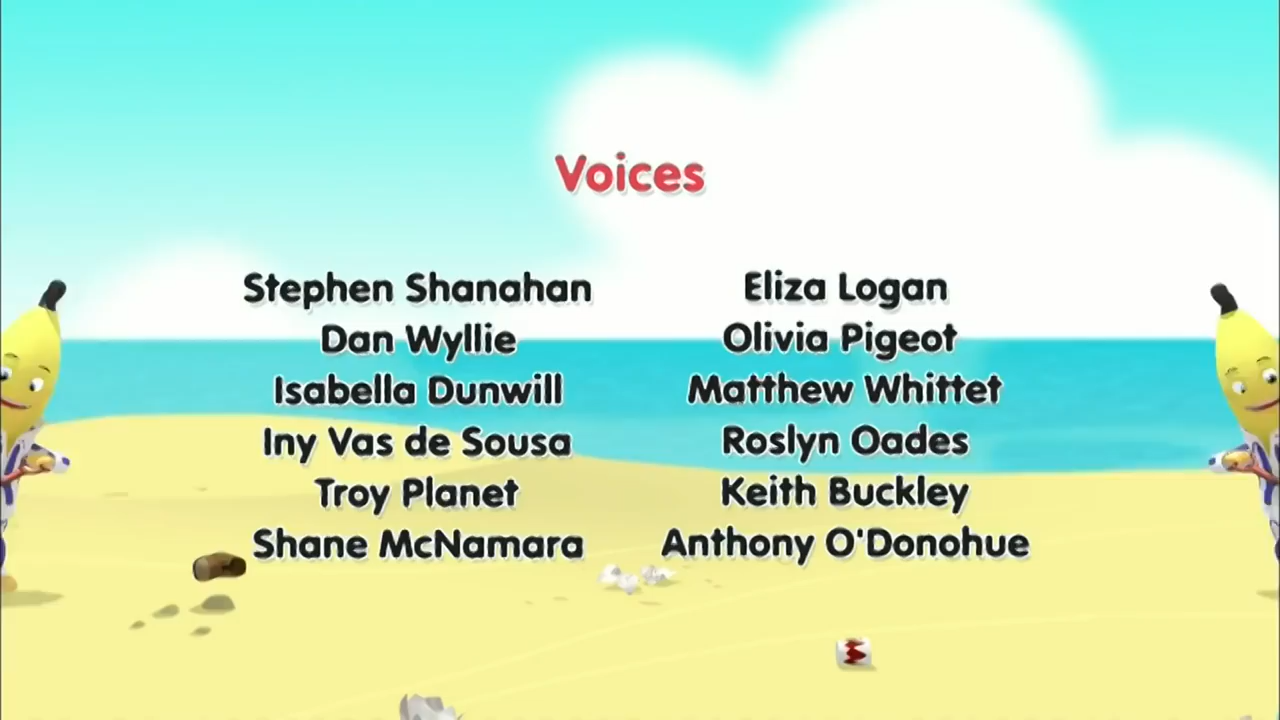 Voices
Stephen Shanahan
Dan Wyllie
Isabella Dunwill
Iny Vas de Sousa
Troy Planet
Shane McNamara
Eliza Logan
Olivia Pigeot
Matthew Whittet
Roslyn Oades
Keith Buckley
Anthony O'Donohue